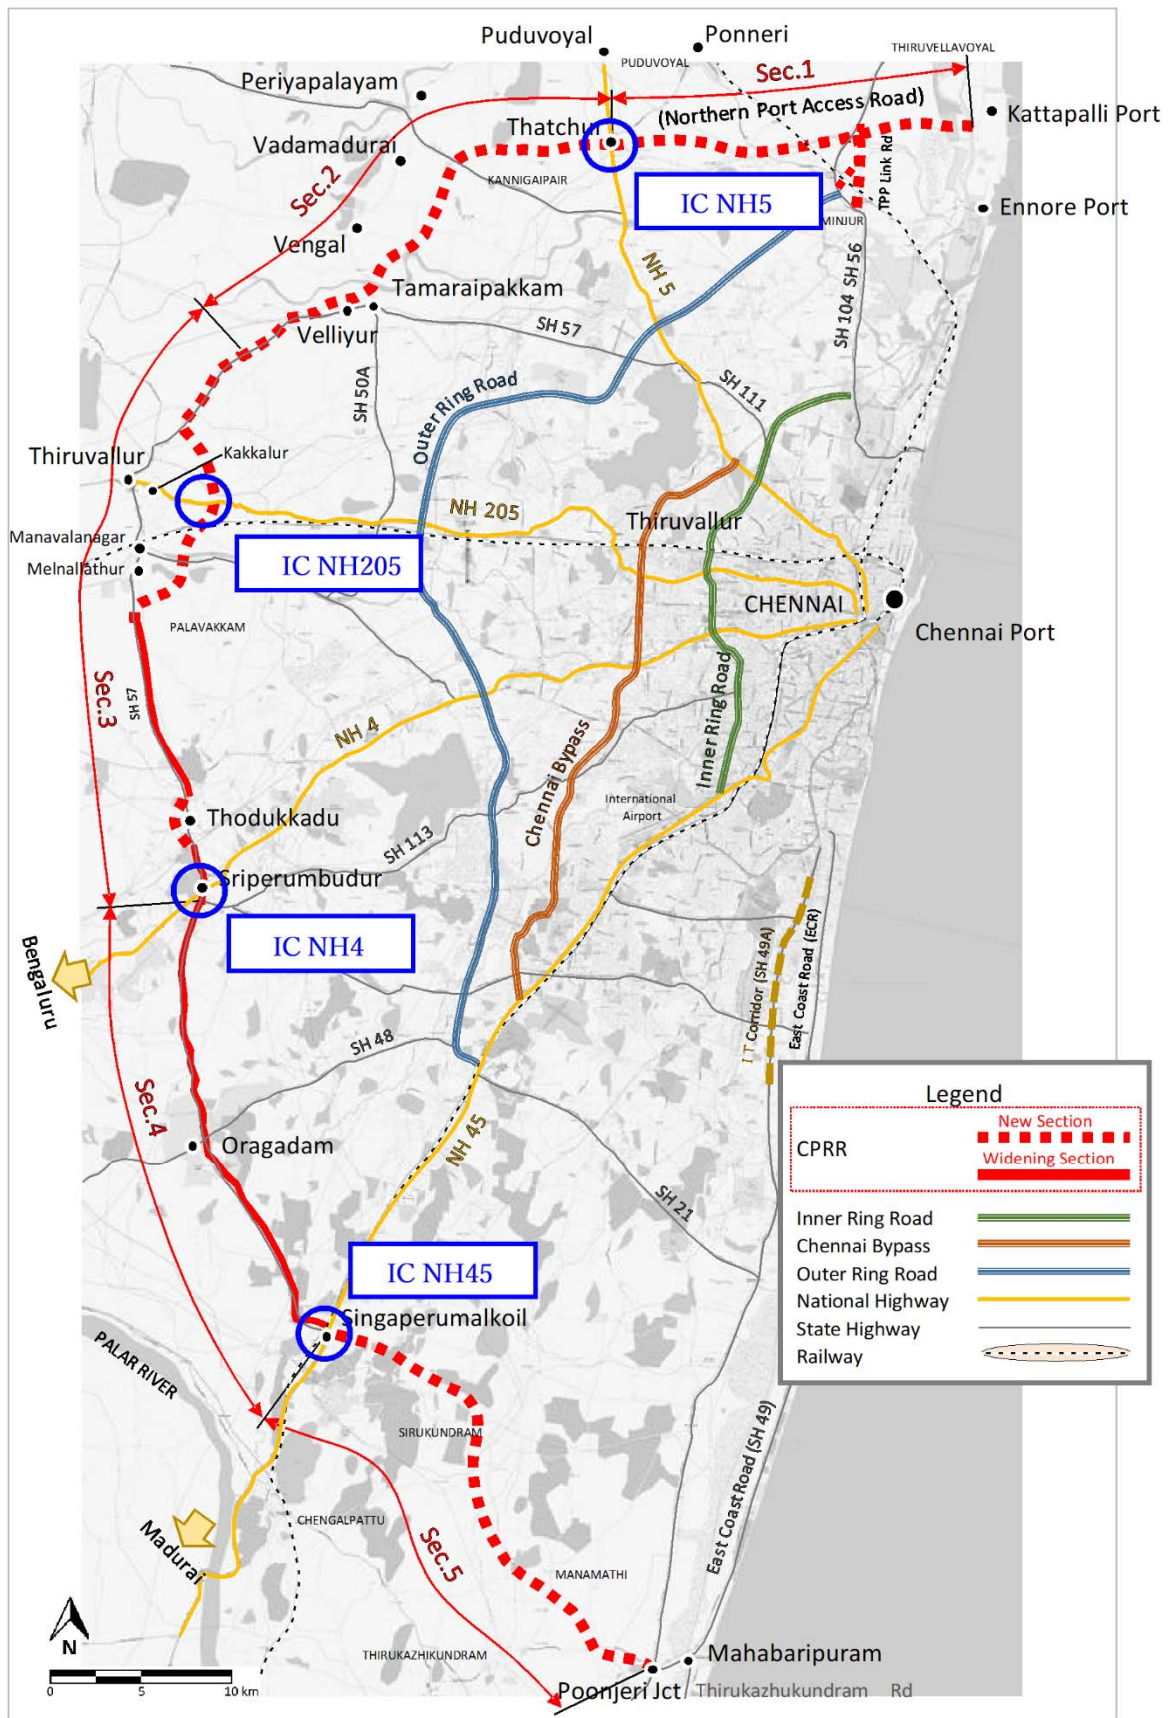 Puduvoyal
Ponneri
PUDUVOYAL
THIRUVELLAVOYAL
Sec.1
Periyapalayam
(Northern Port Access Road)
Kattapalli Port
Thatchur
Vadamadurai
KANNIGAIPAIR
TPP Link Rd
Sec.2
IC NH5
MINJUR
Ennore Port
Vengal
NH 5
SH 56
SH 104
Tamaraipakkam
Velliyur
SH 57
SH 50A
SH 111
Outer Ring Road
Thiruvallur
Kakkalur
NH 205
Thiruvallur
Manavalanagar
Melnallathur
IC NH205
CHENNAI
Chennai Port
PALAVAKKAM
Sec.3
SH 57
NH 4
Inner Ring Road
Chennai Bypass
International
Airport
Thodukkadu
SH 113
Sriperumbudur
IC NH4
Bengaluru
I T Corridor (SH 49A)
East Coast Road (ECR)
SH 48
Sec.4
Oragadam
NH 45
SH 21
Legend
New Section
CPRR
Widening Section
Inner Ring Road
Chennai Bypass
Outer Ring Road
National Highway
State Highway
Railway
IC NH45
Singaperumalkoil
PALAR RIVER
SIRUKUNDRAM
East Coast Road (SH 49)
CHENGALPATTU
Sec.5
Madurai
MANAMATHI
N
THIRUKAZHIKUNDRAM
Mahabaripuram
0 5 10 km
Poonjeri Jct Thirukazhukundram Rd